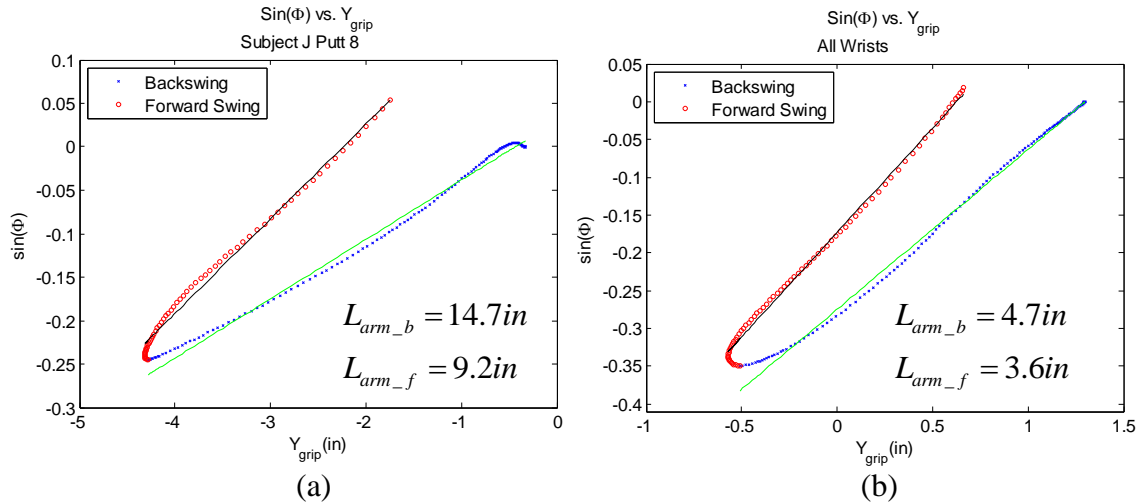 Sin(Φ) vs. Y_grip
Subject J Putt 8
0.1
0.05
0
-0.05
-0.1
-0.15
-0.2
-0.25
-0.3
sin(Φ)
Backswing
Forward Swing
L_arm_b = 14.7in
L_arm_f = 9.2in
-5 -4 -3 -2 -1 0
Y_grip(in)
(a)
Sin(Φ) vs. Y_grip
All Wrists
0.05
0
-0.05
-0.1
-0.15
-0.2
-0.25
-0.3
-0.35
-0.4
sin(Φ)
Backswing
Forward Swing
L_arm_b = 4.7in
L_arm_f = 3.6in
-1 -0.5 0 0.5 1 1.5
Y_grip(in)
(b)